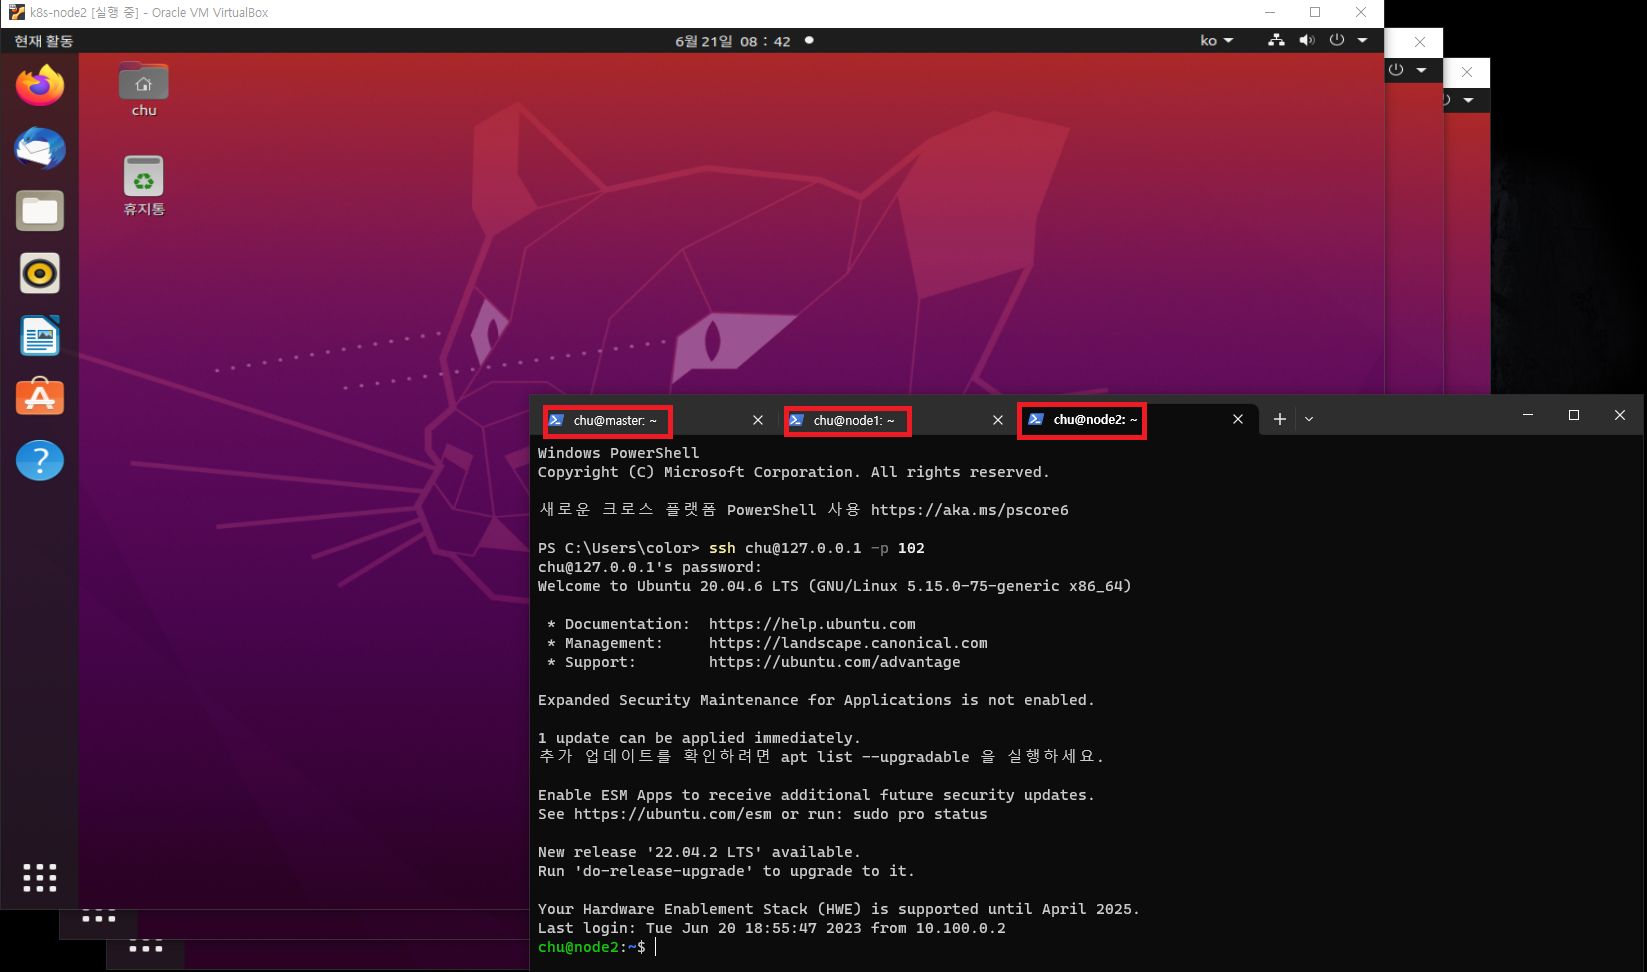 k8s-node2 [실행 중] - Oracle VM VirtualBox
현재 활동
6월 21일 08 : 42
ko
chu
휴지통
chu@master: ~
chu@node1: ~
chu@node2: ~
Windows PowerShell
Copyright (C) Microsoft Corporation. All rights reserved.
새로운 크로스 플랫폼 PowerShell 사용 https://aka.ms/pscore6
PS C:\Users\color> ssh chu@127.0.0.1 -p 102
chu@127.0.0.1's password:
Welcome to Ubuntu 20.04.6 LTS (GNU/Linux 5.15.0-75-generic x86_64)
* Documentation:  https://help.ubuntu.com
* Management:     https://landscape.canonical.com
* Support:        https://ubuntu.com/advantage
Expanded Security Maintenance for Applications is not enabled.
1 update can be applied immediately.
추가 업데이트를 확인하려면 apt list --upgradable 을 실행하세요.
Enable ESM Apps to receive additional future security updates.
See https://ubuntu.com/esm or run: sudo pro status
New release '22.04.2 LTS' available.
Run 'do-release-upgrade' to upgrade to it.
Your Hardware Enablement Stack (HWE) is supported until April 2025.
Last login: Tue Jun 20 18:55:47 2023 from 10.100.0.2
chu@node2:~$